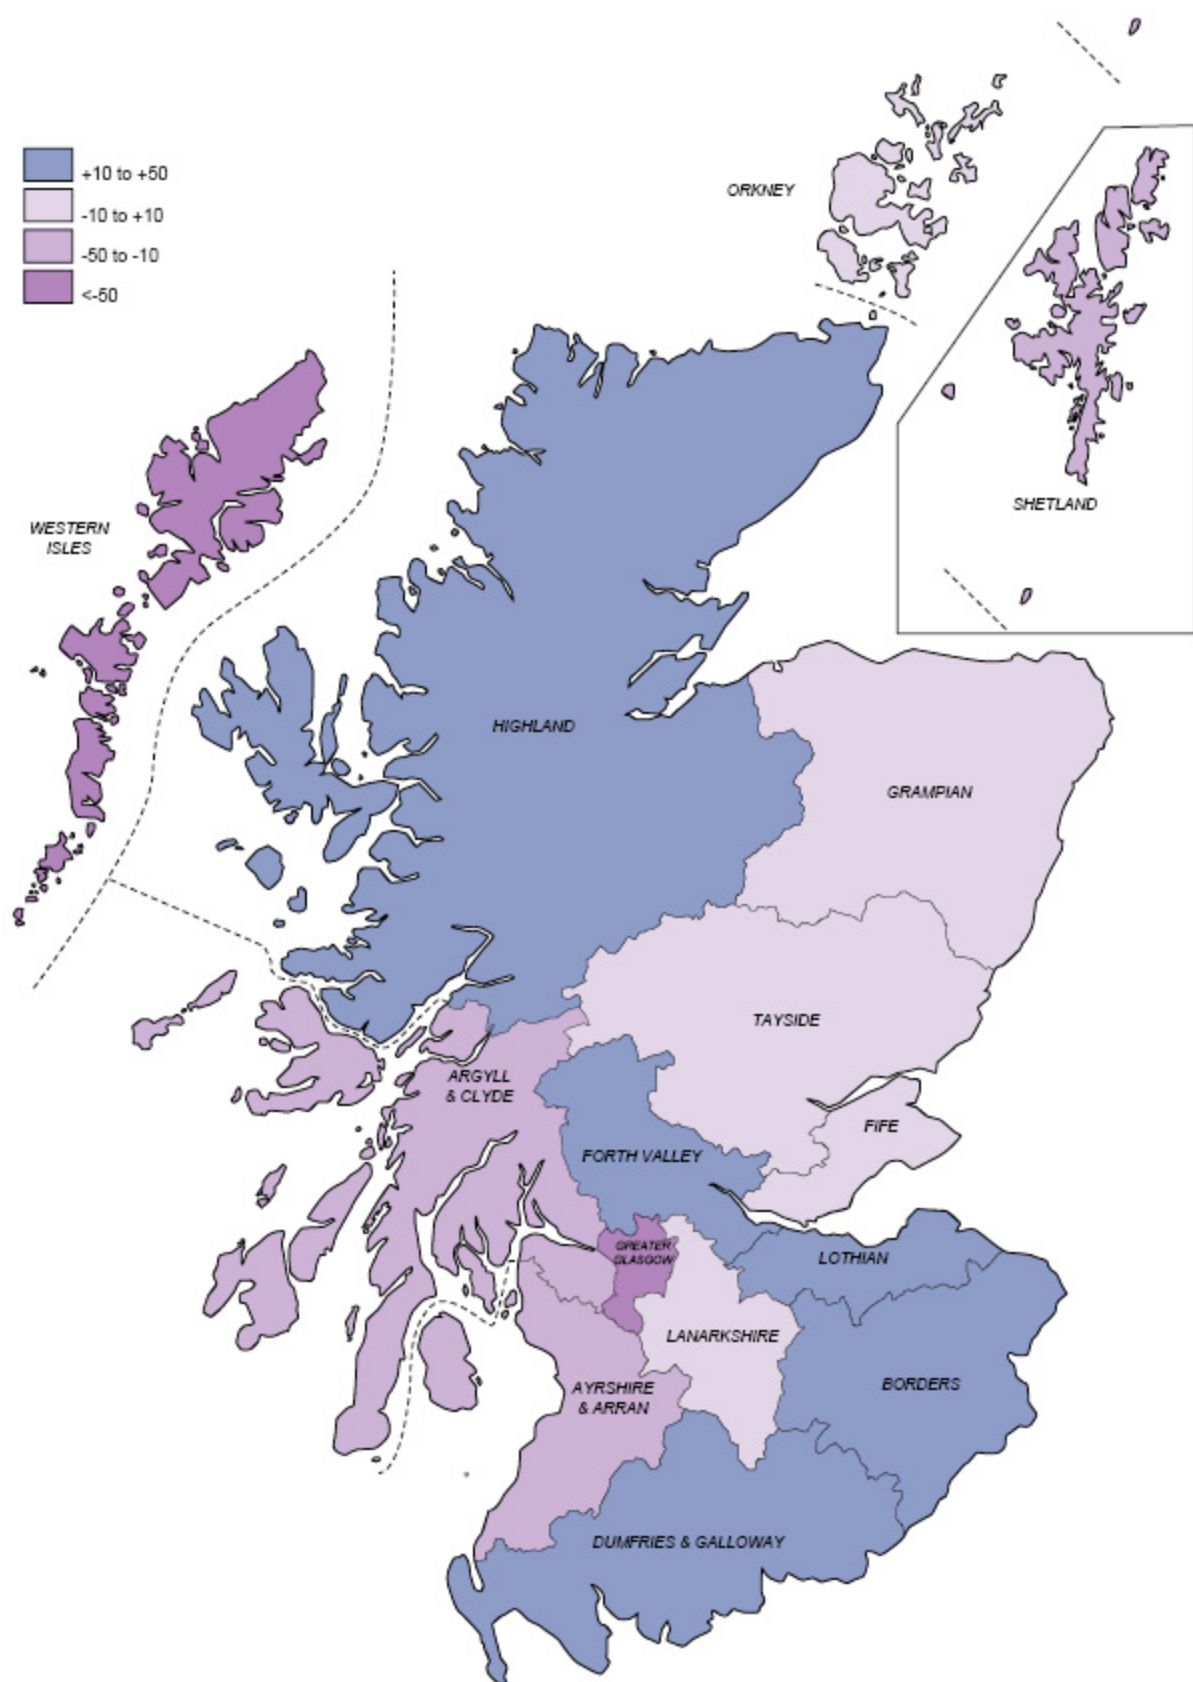 +10 to +50
-10 to +10
-50 to -10
<-50
ORKNEY
SHETLAND
WESTERN
ISLES
HIGHLAND
GRAMPIAN
TAYSIDE
ARGYLL
& CLYDE
FIFE
FORTH VALLEY
GREATER
GLASGOW
LOTHIAN
LANARKSHIRE
BORDERS
AYRSHIRE
& ARRAN
DUMFRIES & GALLOWAY